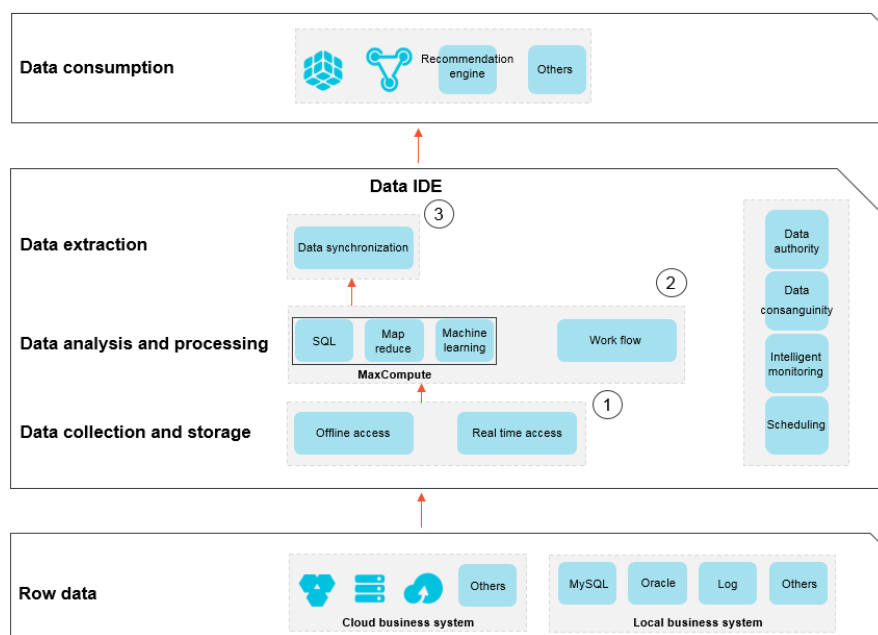 Data consumption
Recommendation
engine
Others
Data IDE
3
Data extraction
Data synchronization
Data
authority
2
Data
consanguinity
Data analysis and processing
SQL
Map
reduce
Machine
learning
Work flow
MaxCompute
Intelligent
monitoring
1
Data collection and storage
Offline access
Real time access
Scheduling
Row data
Others
Cloud business system
MySQL
Oracle
Log
Others
Local business system